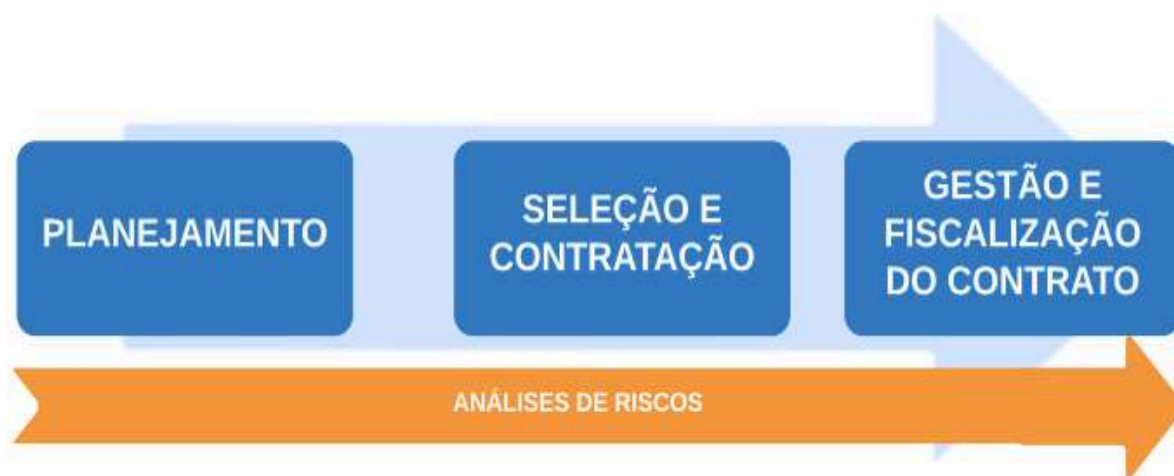 PLANEJAMENTO
SELEÇÃO E
CONTRATAÇÃO
GESTÃO E
FISCALIZAÇÃO
DO CONTRATO
ANÁLISES DE RISCOS